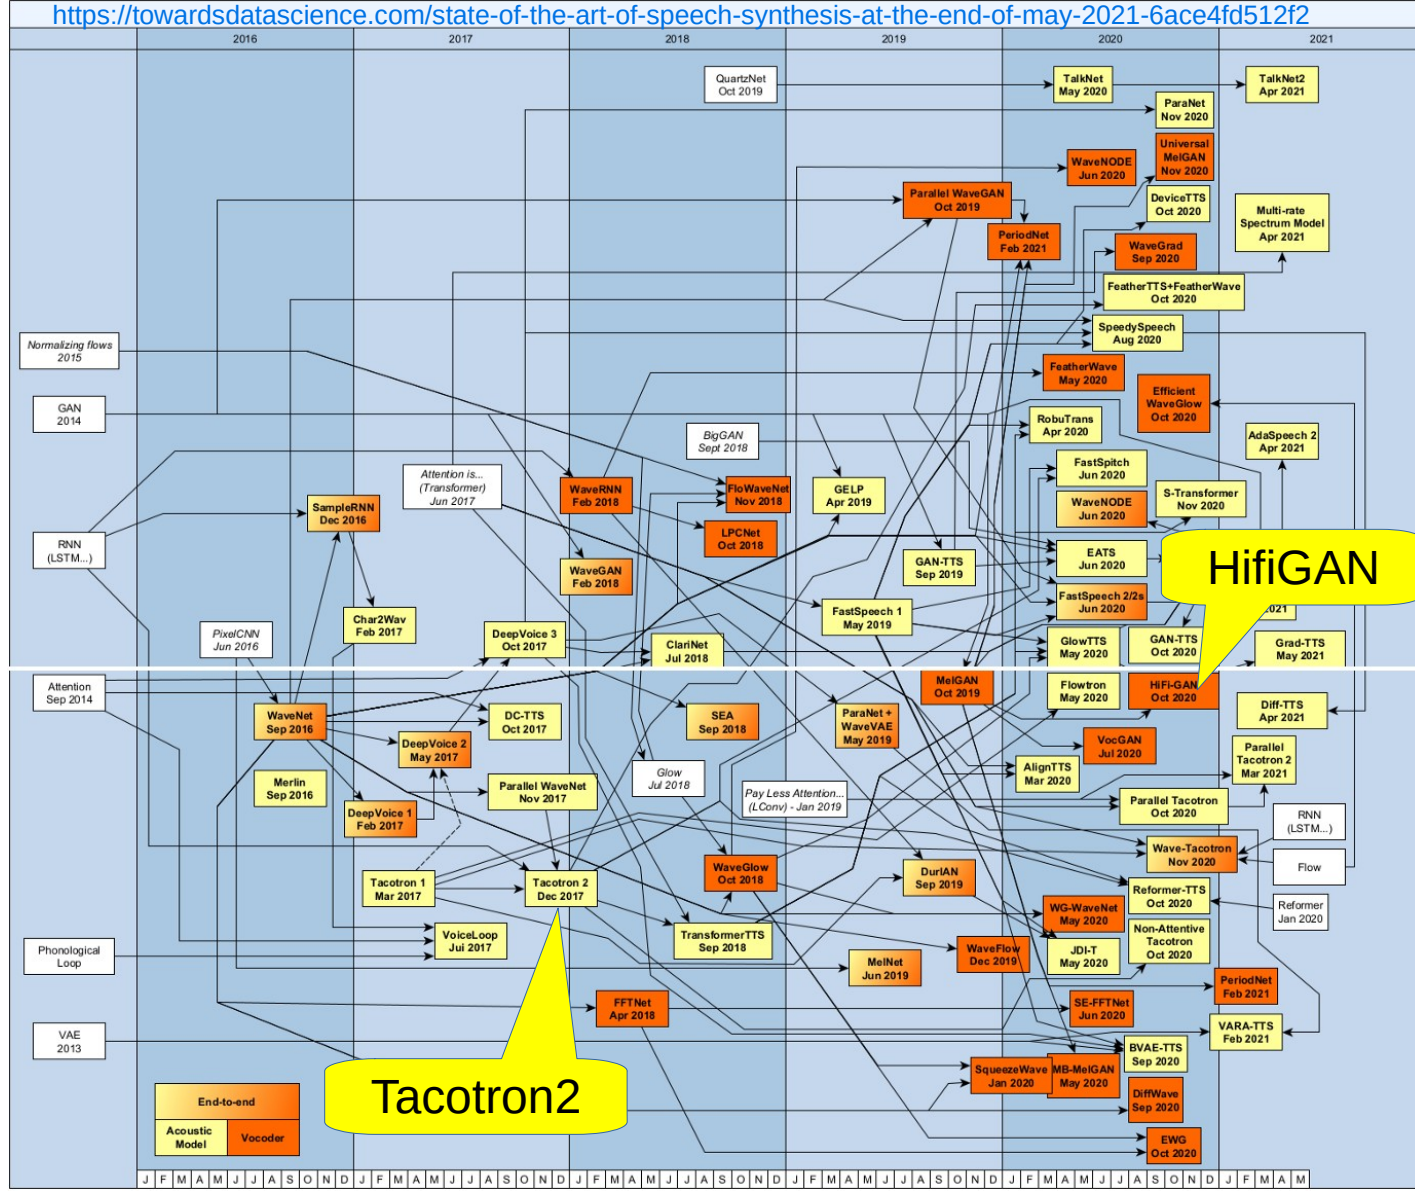 https://towardsdatascience.com/state-of-the-art-of-speech-synthesis-at-the-end-of-may-2021-6ace4fd512f2
2016
2017
2018
2019
2020
2021
QuartzNet
Oct 2019
TalkNet
May 2020
TalkNet2
Apr 2021
ParaNet
Nov 2020
WaveNODE
Jun 2020
Universal
MelGAN
Nov 2020
Parallel WaveGAN
Oct 2019
DeviceTTS
Oct 2020
Multi-rate
Spectrum Model
Apr 2021
PeriodNet
Feb 2021
WaveGrad
Sep 2020
FeatherTTS+FeatherWave
Oct 2020
SpeedySpeech
Aug 2020
Normalizing flows
2015
FeatherWave
May 2020
Efficient
WaveGlow
Oct 2020
GAN
2014
RobuTrans
Apr 2020
BigGAN
Sept 2018
AdaSpeech 2
Apr 2021
Attention is...
(Transformer)
Jun 2017
FastSpitch
Jun 2020
WaveRNN
Feb 2018
FloWaveNet
Nov 2018
GELP
Apr 2019
SampleRNN
Dec 2016
WaveNODE
Jun 2020
S-Transformer
Nov 2020
LPCNet
Oct 2018
RNN
(LSTM...)
EATS
Jun 2020
HifiGAN
WaveGAN
Feb 2018
GAN-TTS
Sep 2019
FastSpeech 2/2s
Jun 2020
2021
Char2Wav
Feb 2017
FastSpeech 1
May 2019
PixelCNN
Jun 2016
DeepVoice 3
Oct 2017
ClariNet
Jul 2018
GlowTTS
May 2020
GAN-TTS
Oct 2020
Grad-TTS
May 2021
Attention
Sep 2014
MelGAN
Oct 2019
Flowtron
May 2020
HiFi-GAN
Oct 2020
WaveNet
Sep 2016
DC-TTS
Oct 2017
SEA
Sep 2018
ParaNet +
WaveVAE
May 2019
Diff-TTS
Apr 2021
DeepVoice 2
May 2017
VocGAN
Jul 2020
Parallel
Tacotron 2
Mar 2021
Merlin
Sep 2016
Parallel WaveNet
Nov 2017
Glow
Jul 2018
AlignTTS
Mar 2020
Pay Less Attention...
(LConv) - Jan 2019
Parallel Tacotron
Oct 2020
DeepVoice 1
Feb 2017
RNN
(LSTM...)
Wave-Tacotron
Nov 2020
Flow
Tacotron 1
Mar 2017
Tacotron 2
Dec 2017
WaveGlow
Oct 2018
DurIAN
Sep 2019
Reformer-TTS
Oct 2020
Reformer
Jan 2020
WG-WaveNet
May 2020
VoiceLoop
Jui 2017
TransformerTTS
Sep 2018
Non-Attentive
Tacotron
Oct 2020
Phonological
Loop
WaveFlow
Dec 2019
JDI-T
May 2020
MelNet
Jun 2019
PeriodNet
Feb 2021
FFTNet
Apr 2018
SE-FFTNet
Jun 2020
VAE
2013
VARA-TTS
Feb 2021
BVAE-TTS
Sep 2020
SqueezeWave
Jan 2020
MB-MelGAN
May 2020
Tacotron2
End-to-end
Acoustic
Model
Vocoder
DiffWave
Sep 2020
EWG
Oct 2020
J F M A M J J A S O N D J F M A M J J A S O N D J F M A M J J A S O N D J F M A M J J A S O N D J F M A M J J A S O N D J F M A M